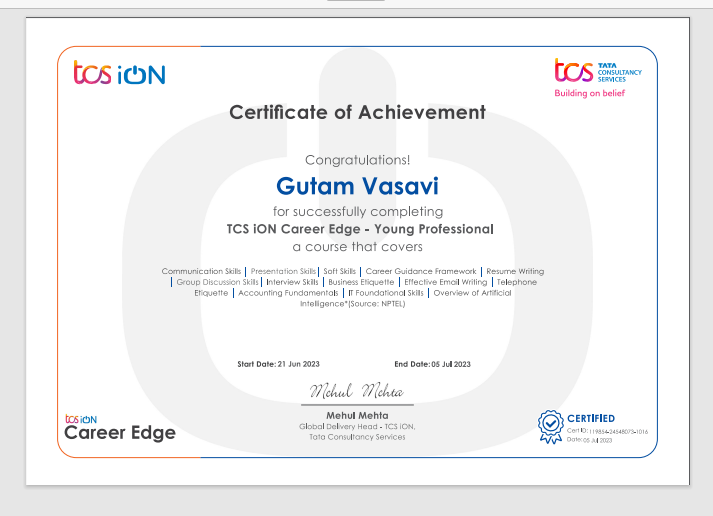 tcs iON
tcs TATA
CONSULTANCY
SERVICES
Building on belief
Certificate of Achievement
Congratulations!
Gutam Vasavi
for successfully completing
TCS iON Career Edge - Young Professional
a course that covers
Communication Skills | Presentation Skills | Soft Skills | Career Guidance Framework | Resume Writing
| Group Discussion Skills | Interview Skills | Business Etiquette | Effective Email Writing | Telephone
Etiquette | Accounting Fundamentals | IT Foundational Skills | Overview of Artificial
Intelligence*(Source: NPTEL)
Start Date: 21 Jun 2023 End Date: 05 Jul 2023
Mehul Mehta
Mehul Mehta
Global Delivery Head - TCS iON,
Tata Consultancy Services
tcs iON
Career Edge
CERTIFIED
Cert ID: 119854-24648073-1016
Date: 05 Jul 2023